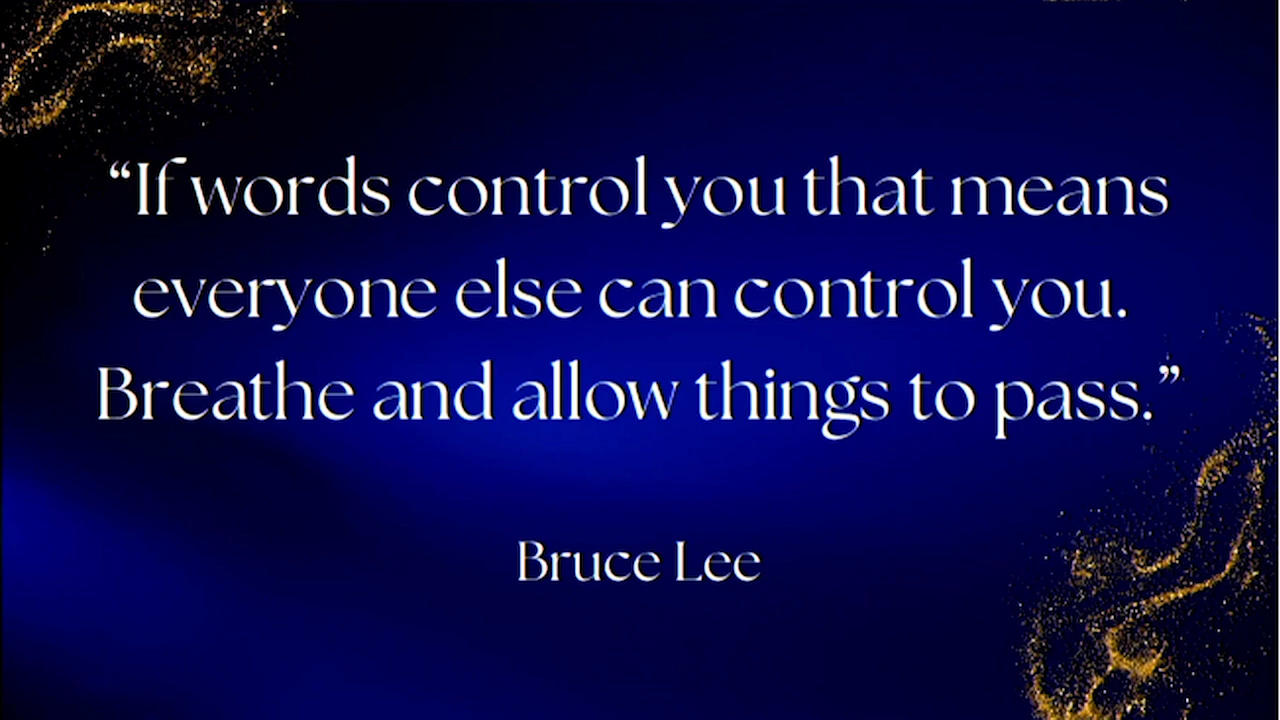 “If words control you that means
everyone else can control you.
Breathe and allow things to pass.”
Bruce Lee